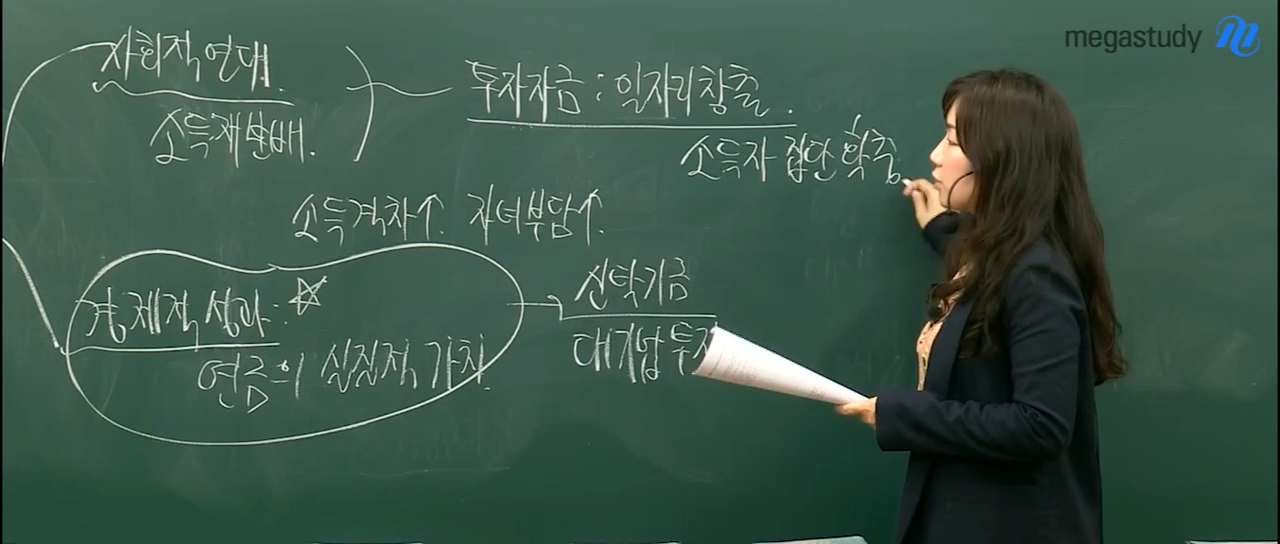 megastudy
사회적 연대.
소득재분배.
투자자금 : 일자리창출.
소득자 집단 확충.
소득격차↑. 자녀부담↑.
경제적 성과 : ☆
연금의 실질적 가치.
신탁기금
대기업 투자